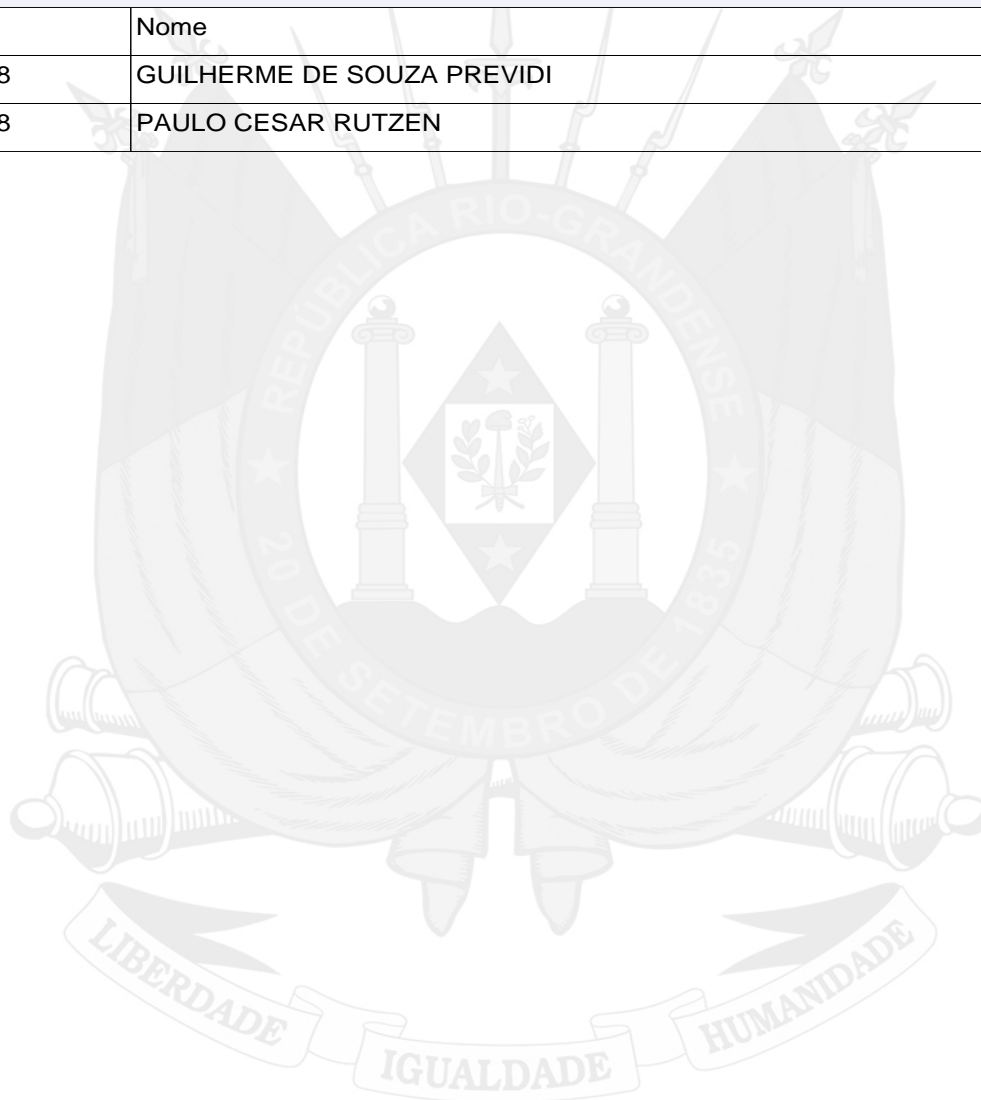 Nome
8 GUILHERME DE SOUZA PREVIDI
8 PAULO CESAR RUTZEN
REPÚBLICA RIO-GRANDENSE
20 DE SETEMBRO DE 1835
LIBERDADE
IGUALDADE
HUMANIDADE